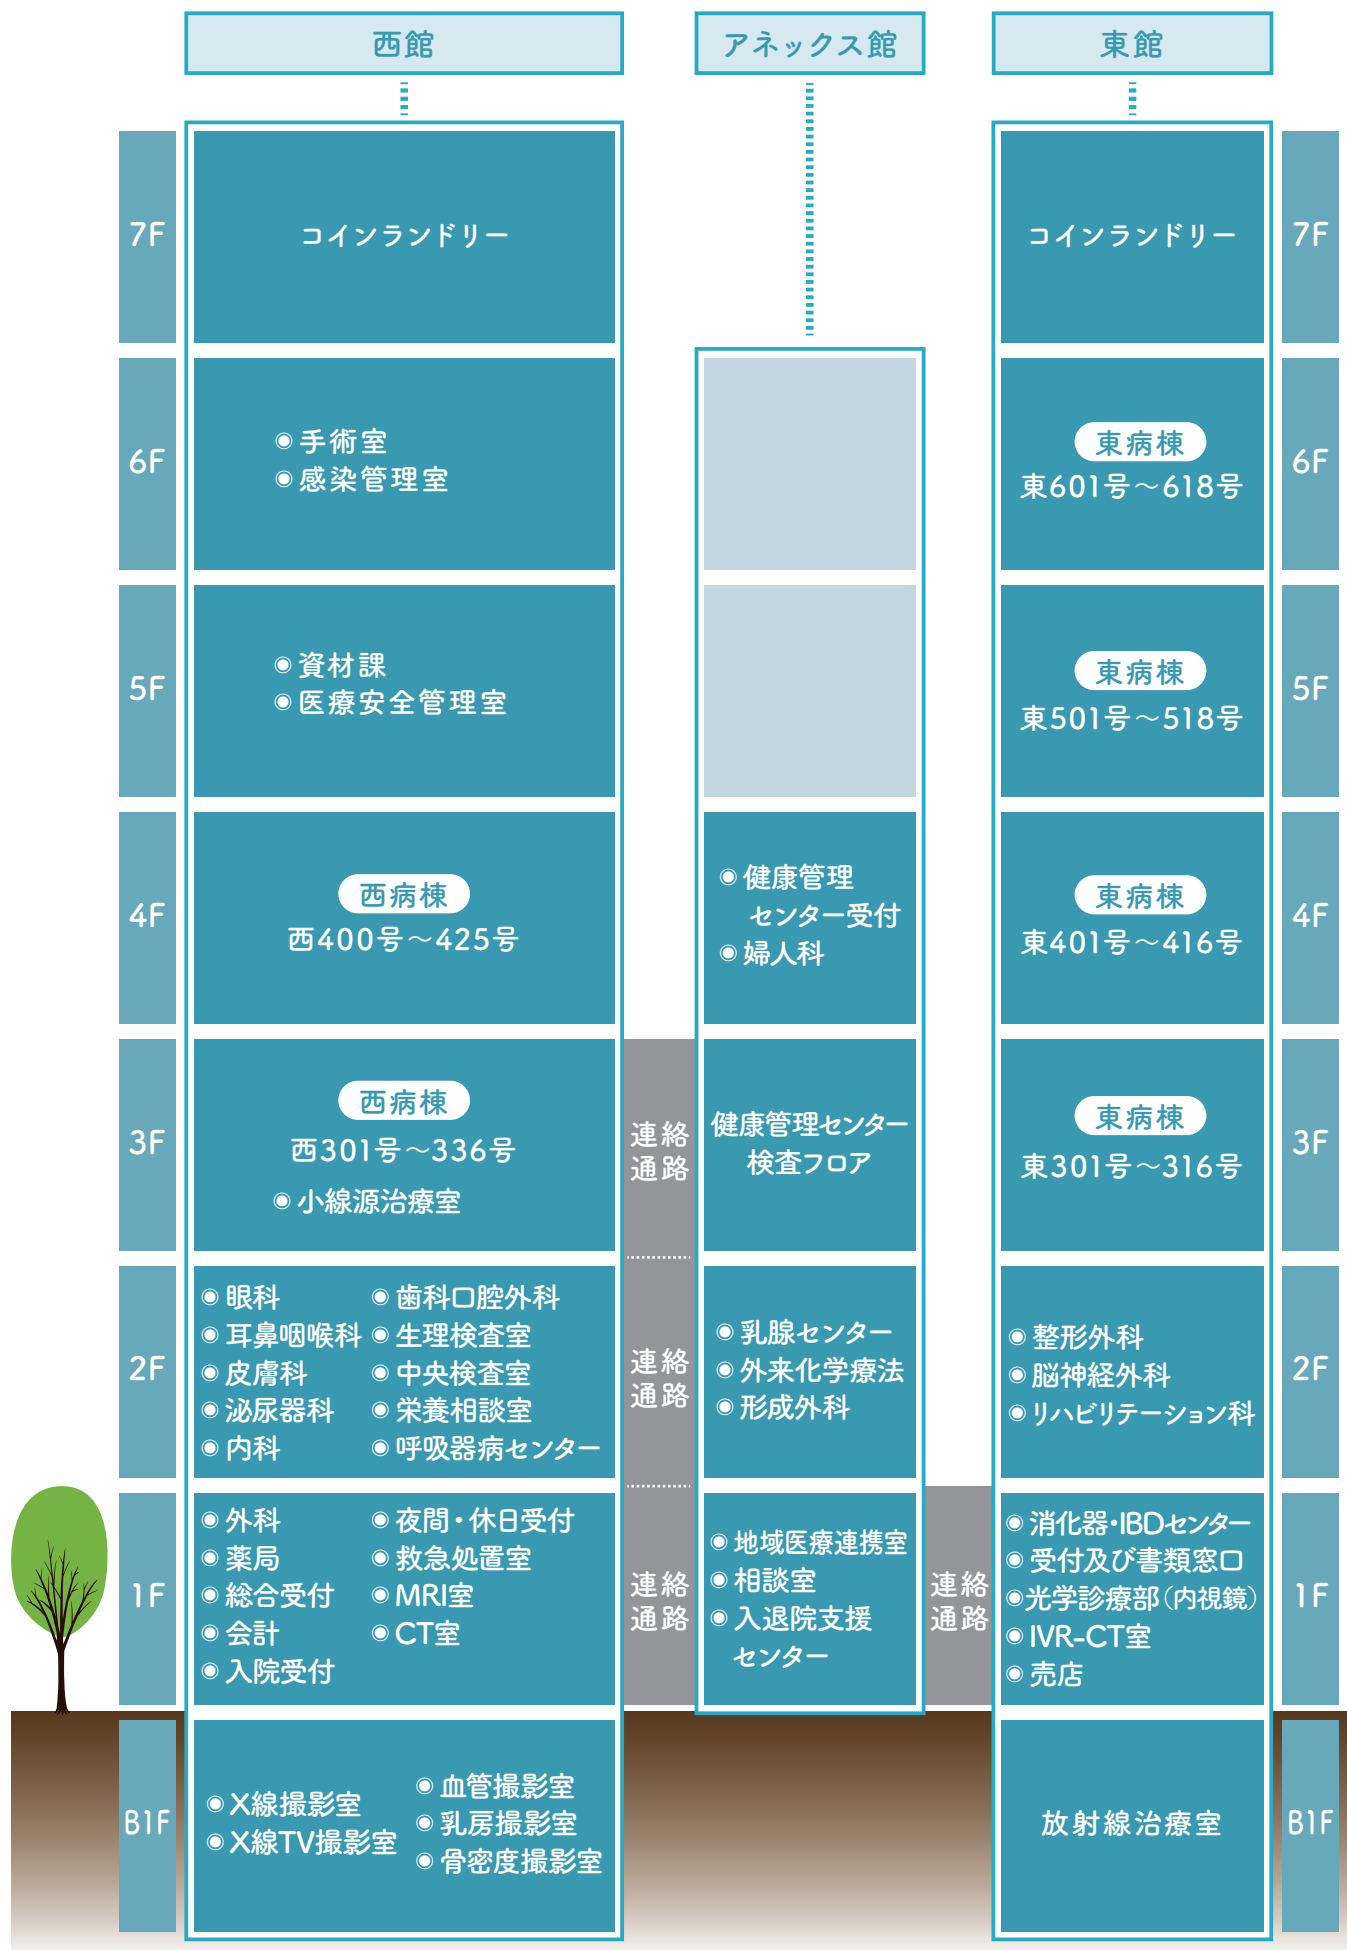 西館
アネックス館
東館
7F
コインランドリー
コインランドリー
7F
6F
◉手術室
◉感染管理室
東病棟
東601号〜618号
6F
5F
◉資材課
◉医療安全管理室
東病棟
東501号〜518号
5F
4F
西病棟
西400号〜425号
◉健康管理
センター受付
◉婦人科
東病棟
東401号〜416号
4F
3F
西病棟
西301号〜336号
◉小線源治療室
連絡
通路
健康管理センター
検査フロア
東病棟
東301号〜316号
3F
2F
◉眼科
◉耳鼻咽喉科
◉皮膚科
◉泌尿器科
◉内科
◉歯科口腔外科
◉生理検査室
◉中央検査室
◉栄養相談室
◉呼吸器病センター
連絡
通路
◉乳腺センター
◉外来化学療法
◉形成外科
◉整形外科
◉脳神経外科
◉リハビリテーション科
2F
1F
◉外科
◉薬局
◉総合受付
◉会計
◉入院受付
◉夜間・休日受付
◉救急処置室
◉MRI室
◉CT室
連絡
通路
◉地域医療連携室
◉相談室
◉入退院支援
センター
連絡
通路
◉消化器・IBDセンター
◉受付及び書類窓口
◉光学診療部（内視鏡）
◉IVR-CT室
◉売店
1F
B1F
◉X線撮影室
◉X線TV撮影室
◉血管撮影室
◉乳房撮影室
◉骨密度撮影室
放射線治療室
B1F